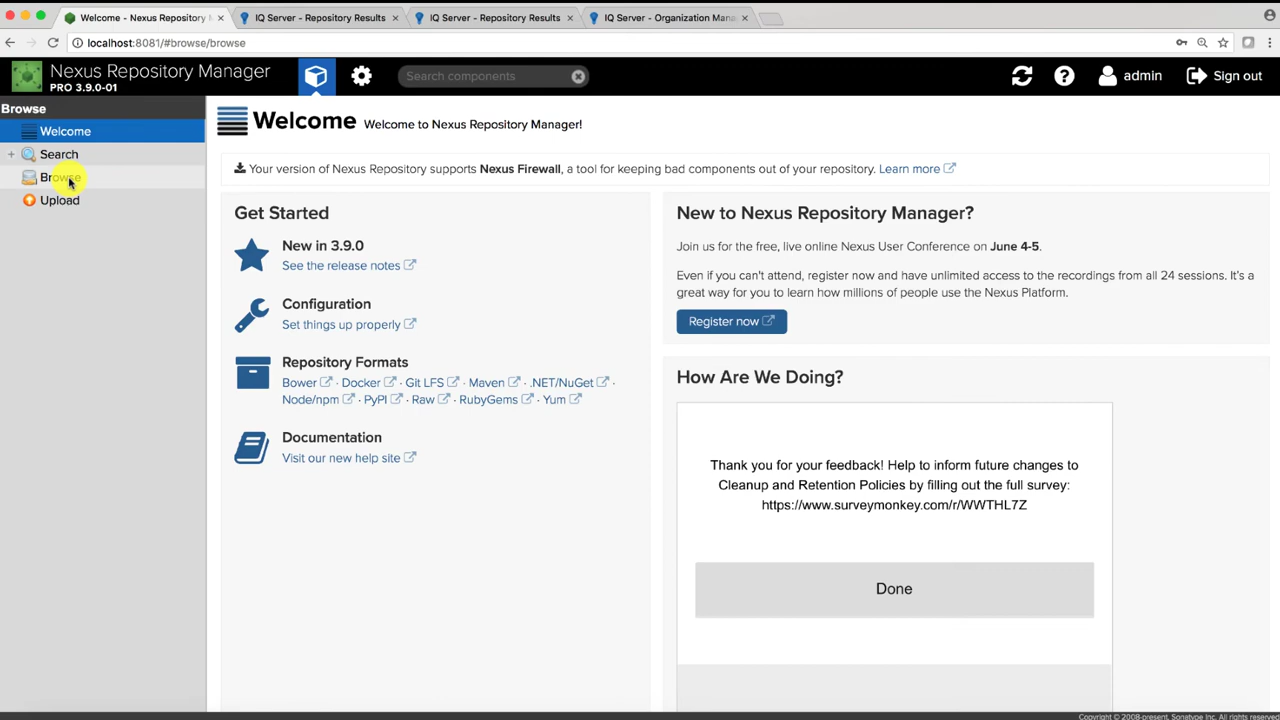 Welcome - Nexus Repository M
IQ Server - Repository Results
IQ Server - Repository Results
IQ Server - Organization Mana
localhost:8081/#browse/browse
Nexus Repository Manager
PRO 3.9.0-01
Search components
admin
Sign out
Browse
Welcome
Search
Browse
Upload
Welcome Welcome to Nexus Repository Manager!
Your version of Nexus Repository supports Nexus Firewall, a tool for keeping bad components out of your repository. Learn more
Get Started
New in 3.9.0
See the release notes
Configuration
Set things up properly
Repository Formats
Bower · Docker · Git LFS · Maven · .NET/NuGet ·
Node/npm · PyPI · Raw · RubyGems · Yum
Documentation
Visit our new help site
New to Nexus Repository Manager?
Join us for the free, live online Nexus User Conference on June 4-5.
Even if you can't attend, register now and have unlimited access to the recordings from all 24 sessions. It's a
great way for you to learn how millions of people use the Nexus Platform.
Register now
How Are We Doing?
Thank you for your feedback! Help to inform future changes to
Cleanup and Retention Policies by filling out the full survey:
https://www.surveymonkey.com/r/WWTHL7Z
Done
Copyright © 2008-present, Sonatype Inc. All rights reserved.